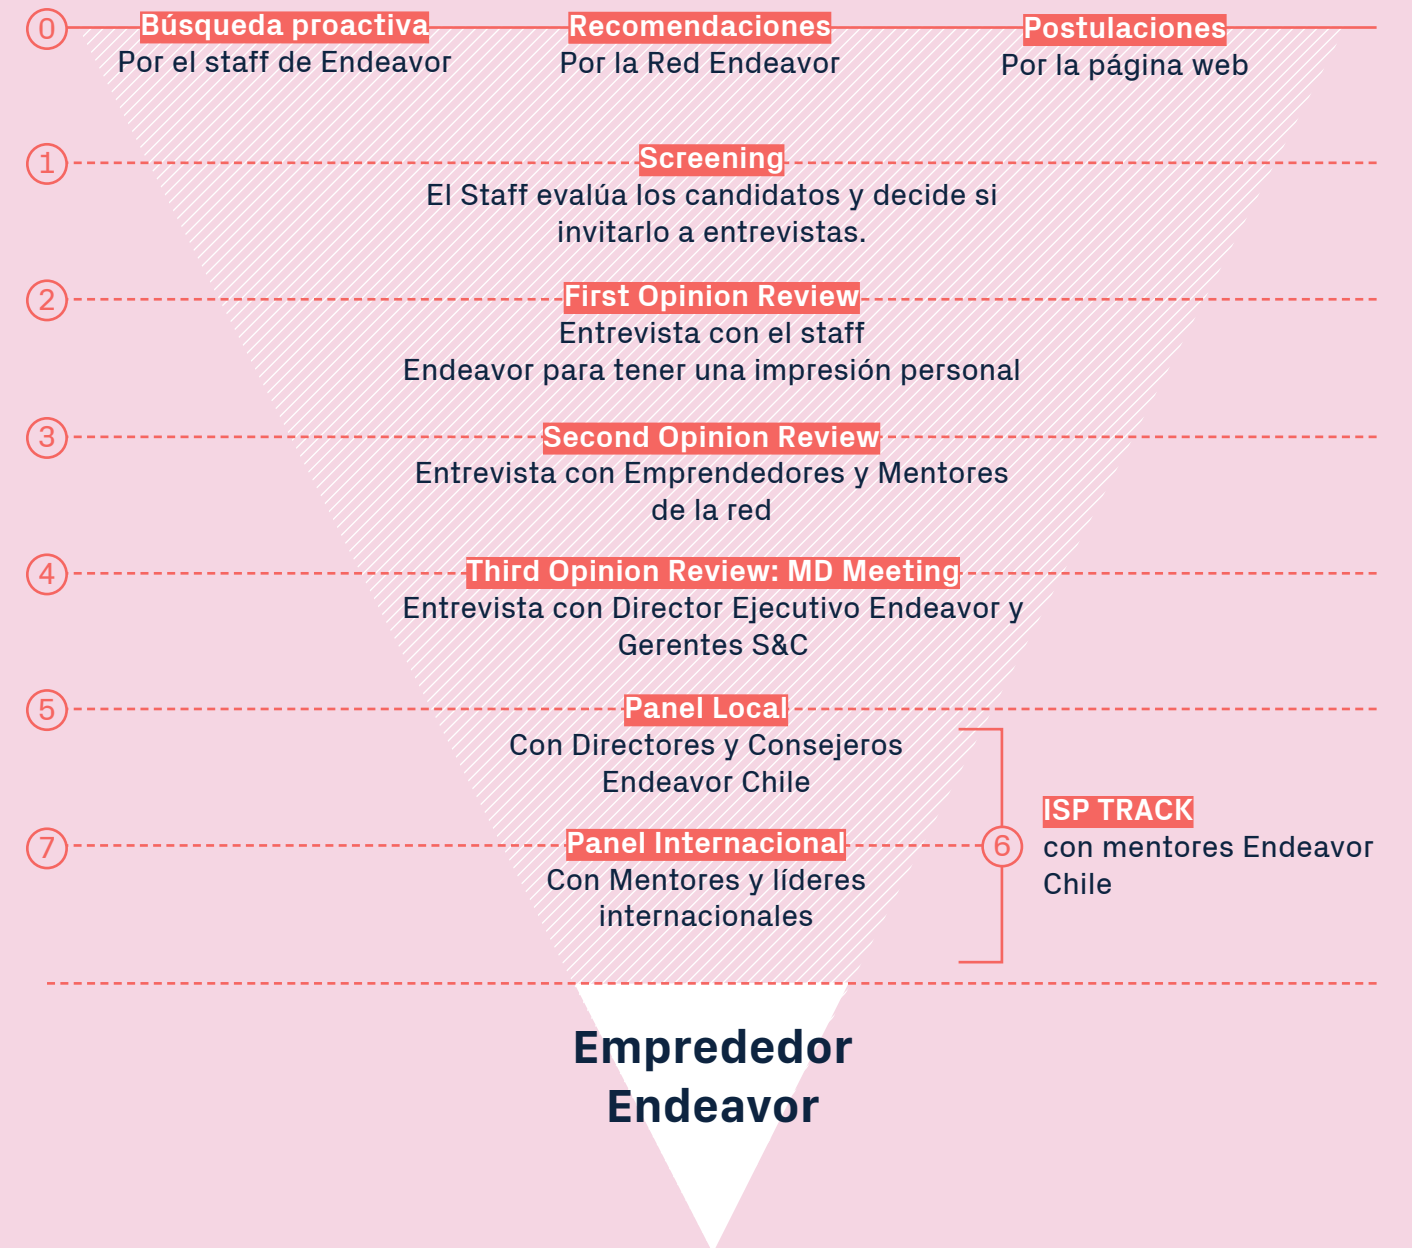 0
Búsqueda proactiva
Por el staff de Endeavor
Recomendaciones
Por la Red Endeavor
Postulaciones
Por la página web
1
Screening
El Staff evalúa los candidatos y decide si
invitarlo a entrevistas.
2
First Opinion Review
Entrevista con el staff
Endeavor para tener una impresión personal
3
Second Opinion Review
Entrevista con Emprendedores y Mentores
de la red
4
Third Opinion Review: MD Meeting
Entrevista con Director Ejecutivo Endeavor y
Gerentes S&C
5
Panel Local
Con Directores y Consejeros
Endeavor Chile
7
Panel Internacional
Con Mentores y líderes
internacionales
6
ISP TRACK
con mentores Endeavor
Chile
Emprededor
Endeavor